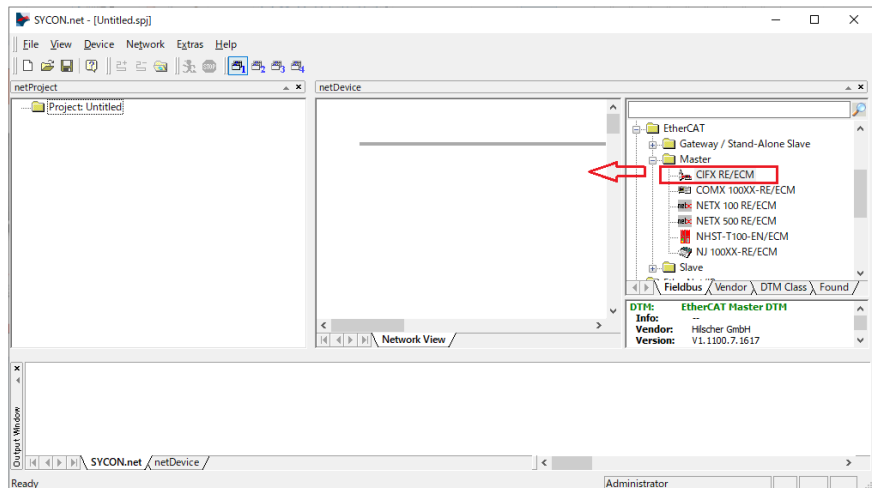 SYCON.net - [Untitled.spj]
File View Device Network Extras Help
netProject
netDevice
Project: Untitled
EtherCAT
Gateway / Stand-Alone Slave
Master
CIFX RE/ECM
COMX 100XX-RE/ECM
NETX 100 RE/ECM
NETX 500 RE/ECM
NHST-T100-EN/ECM
NJ 100XX-RE/ECM
Slave
Fieldbus Vendor DTM Class Found
DTM: EtherCAT Master DTM
Info: --
Vendor: Hilscher GmbH
Version: V1.1100.7.1617
Network View
Output Window
SYCON.net netDevice
Ready
Administrator